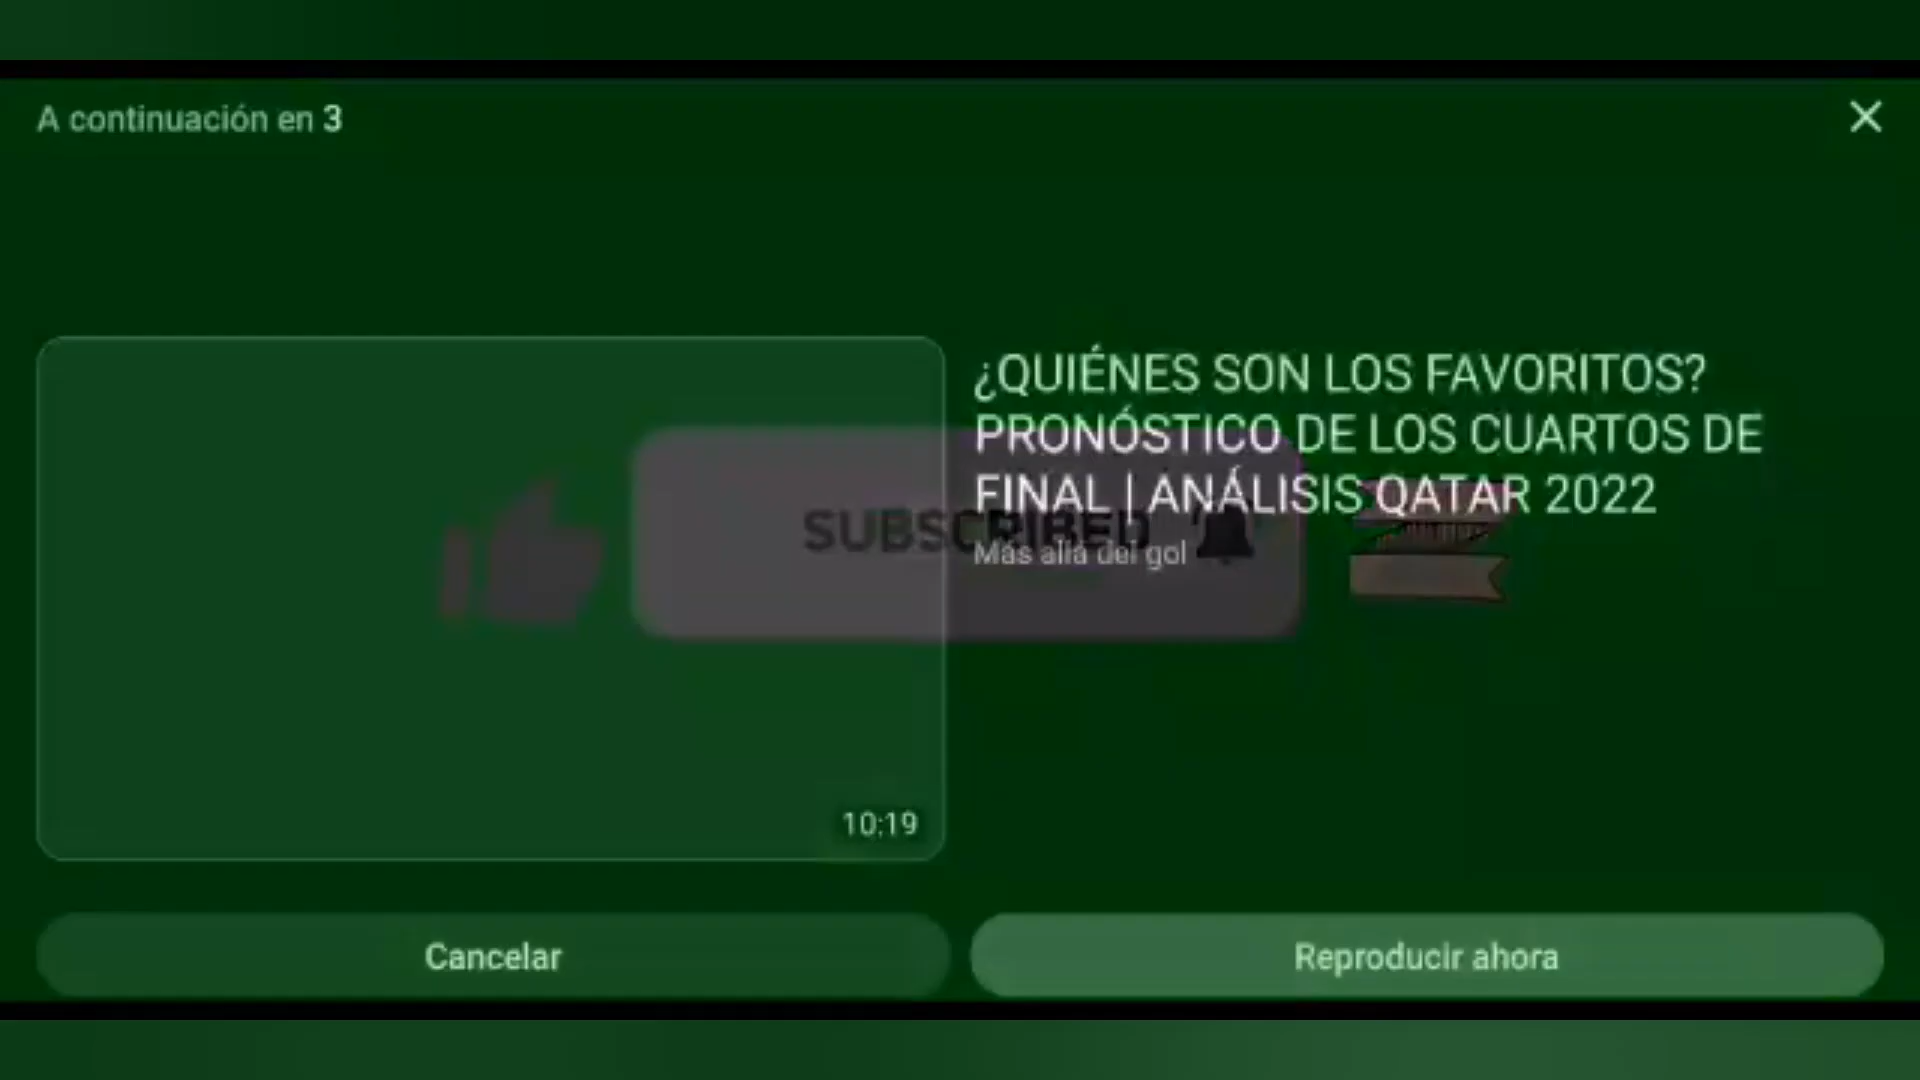 A continuación en 3
¿QUIÉNES SON LOS FAVORITOS?
PRONÓSTICO DE LOS CUARTOS DE
FINAL | ANÁLISIS QATAR 2022
SUBSCRIBED
Más allá del gol
10:19
Cancelar
Reproducir ahora